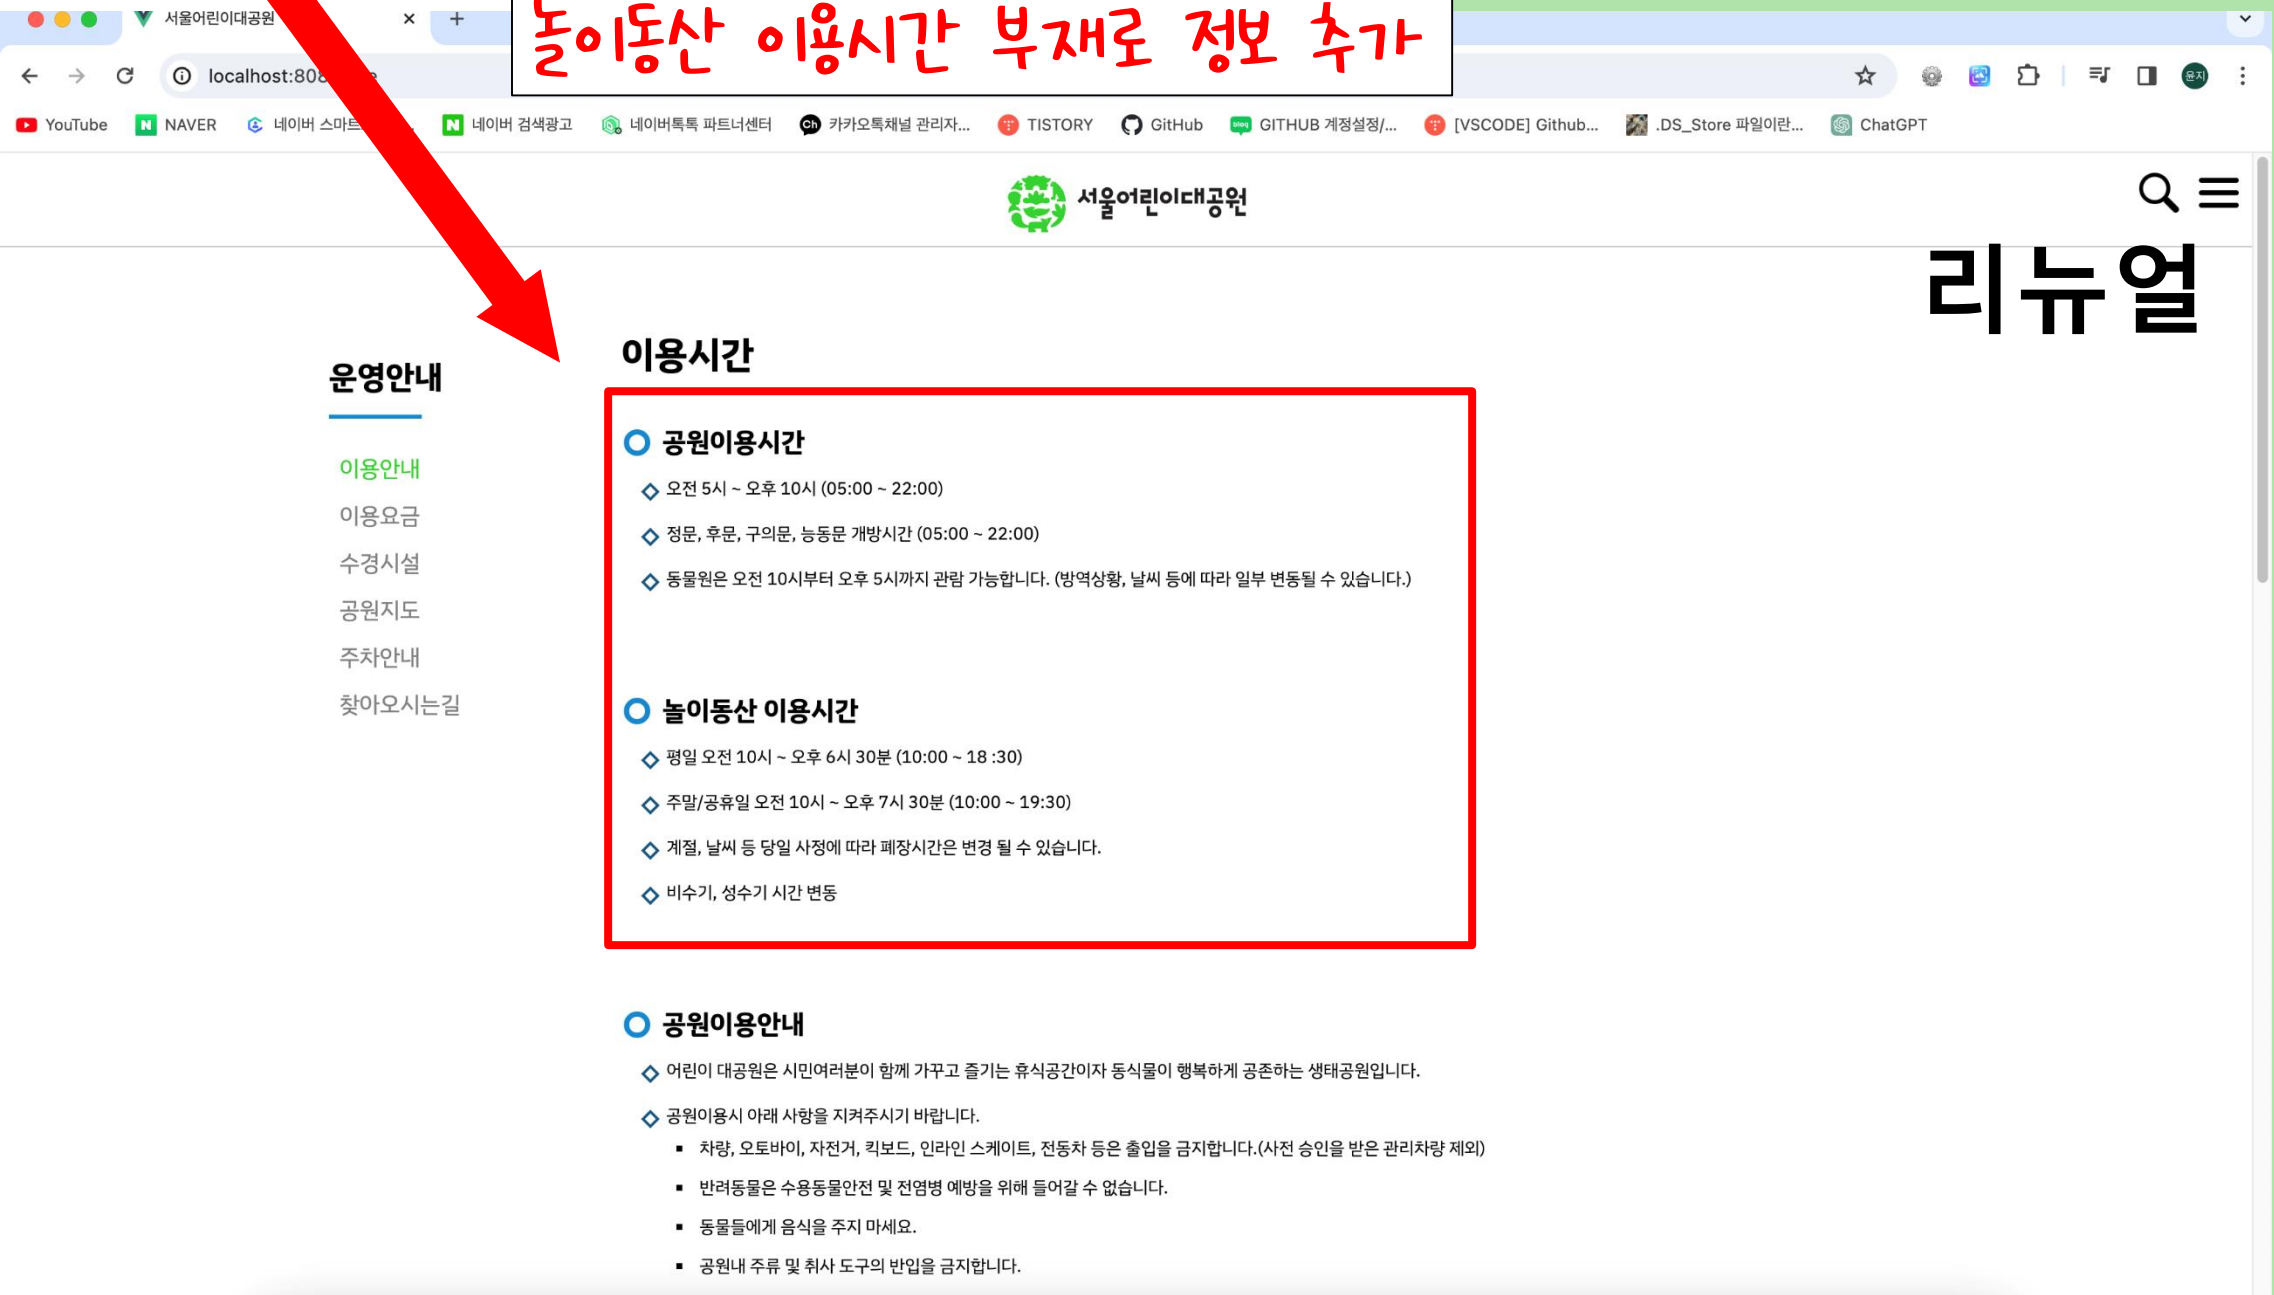 놀이동산 이용시간 부재로 정보 추가
서울어린이대공원
localhost:808
YouTube NAVER 네이버 스마트 네이버 검색광고 네이버톡톡 파트너센터 카카오톡채널 관리자... TISTORY GitHub GITHUB 계정설정/... [VSCODE] Github... .DS_Store 파일이란... ChatGPT
윤지
서울어린이대공원
리뉴얼
운영안내
이용안내
이용요금
수경시설
공원지도
주차안내
찾아오시는길
이용시간
공원이용시간
오전 5시 ~ 오후 10시 (05:00 ~ 22:00)
정문, 후문, 구의문, 능동문 개방시간 (05:00 ~ 22:00)
동물원은 오전 10시부터 오후 5시까지 관람 가능합니다. (방역상황, 날씨 등에 따라 일부 변동될 수 있습니다.)
놀이동산 이용시간
평일 오전 10시 ~ 오후 6시 30분 (10:00 ~ 18 :30)
주말/공휴일 오전 10시 ~ 오후 7시 30분 (10:00 ~ 19:30)
계절, 날씨 등 당일 사정에 따라 폐장시간은 변경 될 수 있습니다.
비수기, 성수기 시간 변동
공원이용안내
어린이 대공원은 시민여러분이 함께 가꾸고 즐기는 휴식공간이자 동식물이 행복하게 공존하는 생태공원입니다.
공원이용시 아래 사항을 지켜주시기 바랍니다.
차량, 오토바이, 자전거, 킥보드, 인라인 스케이트, 전동차 등은 출입을 금지합니다.(사전 승인을 받은 관리차량 제외)
반려동물은 수용동물안전 및 전염병 예방을 위해 들어갈 수 없습니다.
동물들에게 음식을 주지 마세요.
공원내 주류 및 취사 도구의 반입을 금지합니다.